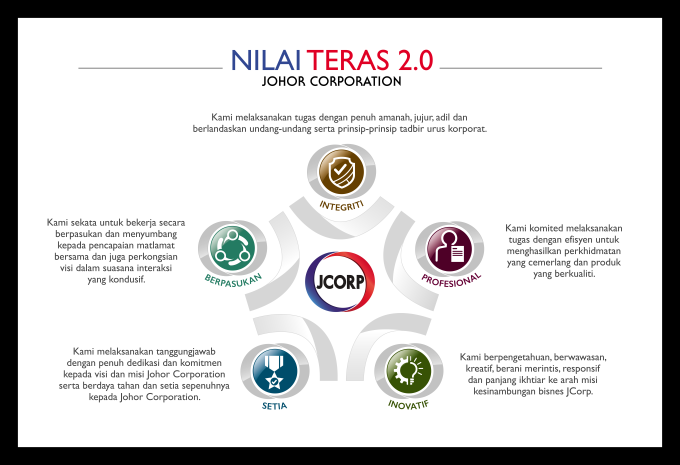 NILAI TERAS 2.0
JOHOR CORPORATION
Kami melaksanakan tugas dengan penuh amanah, jujur, adil dan
berlandaskan undang-undang serta prinsip-prinsip tadbir urus korporat.
INTEGRITI
Kami sekata untuk bekerja secara
berpasukan dan menyumbang
kepada pencapaian matlamat
bersama dan juga perkongsian
visi dalam suasana interaksi
yang kondusif.
BERPASUKAN
Kami komited melaksanakan
tugas dengan efisyen untuk
menghasilkan perkhidmatan
yang cemerlang dan produk
yang berkualiti.
PROFESIONAL
JCORP
Kami melaksanakan tanggungjawab
dengan penuh dedikasi dan komitmen
kepada visi dan misi Johor Corporation
serta berdaya tahan dan setia sepenuhnya
kepada Johor Corporation.
SETIA
Kami berpengetahuan, berwawasan,
kreatif, berani merintis, responsif
dan panjang ikhtiar ke arah misi
kesinambungan bisnes JCorp.
INOVATIF